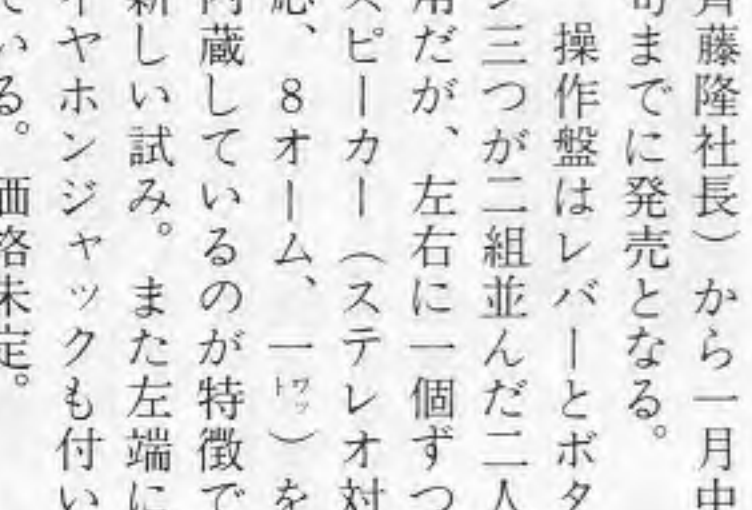 斉藤隆社長）から一月中
旬までに発売となる。
操作盤はレバーとボタ
ン三つが二組並んだ二人
用だが、左右に一個ずつ
スピーカー（ステレオ対
応、８オーム、一ワット）を
内蔵しているのが特徴で
新しい試み。また左端に
イヤホンジャックも付い
ている。価格未定。